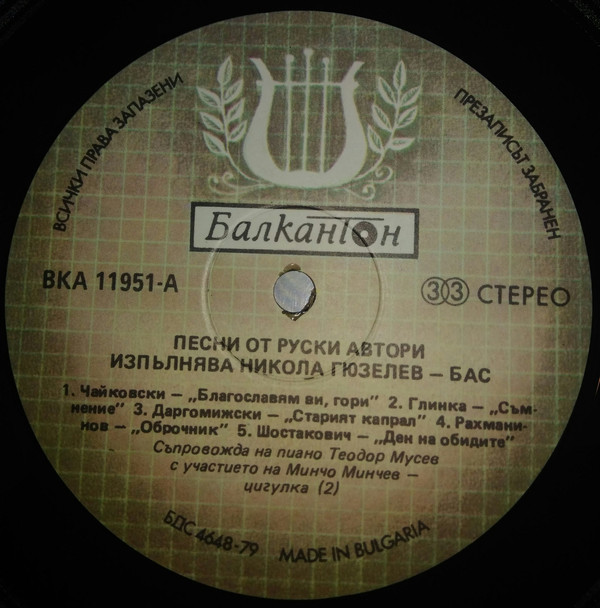 ВСИЧКИ ПРАВА ЗАПАЗЕНИ
ПРЕЗАПИСЪТ ЗАБРАНЕН
Балкантон
ВКА 11951-А
33 СТЕРЕО
ПЕСНИ ОТ РУСКИ АВТОРИ
ИЗПЪЛНЯВА НИКОЛА ГЮЗЕЛЕВ – БАС
1. Чайковски – „Благославям ви, гори” 2. Глинка – „Съм-
нение” 3. Даргомижски – „Старият капрал” 4. Рахмани-
нов – „Оброчник” 5. Шостакович – „Ден на обидите”
Съпровожда на пиано Теодор Мусев
с участието на Минчо Минчев –
цигулка (2)
БДС 4648-79 MADE IN BULGARIA